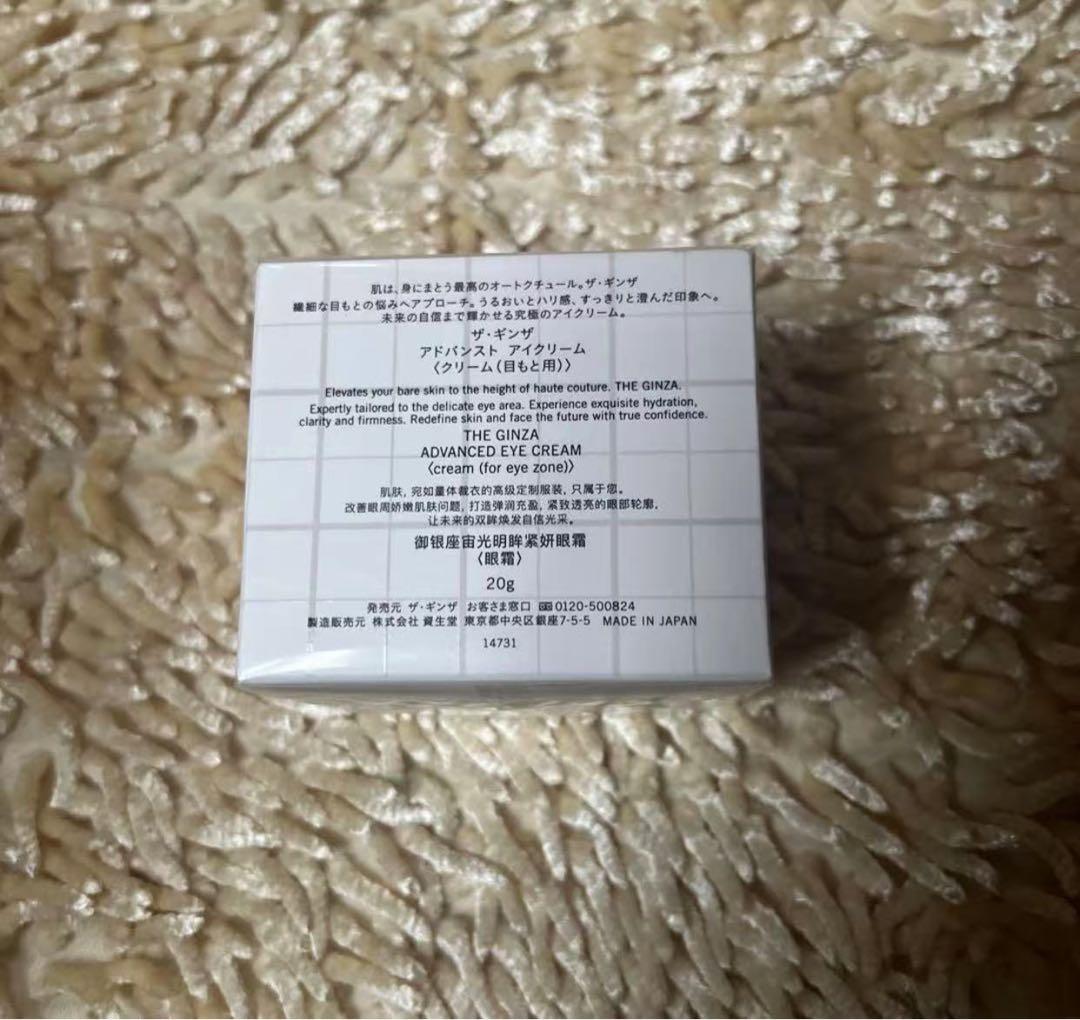 肌は、身にまとう最高のオートクチュール。ザ・ギンザ
繊細な目もとの悩みへアプローチ。うるおいとハリ感、すっきりと澄んだ印象へ。
未来の自信まで輝かせる究極のアイクリーム。
ザ・ギンザ
アドバンスト アイクリーム
〈クリーム(目もと用)〉
Elevates your bare skin to the height of haute couture. THE GINZA.
Expertly tailored to the delicate eye area. Experience exquisite hydration,
clarity and firmness. Redefine skin and face the future with true confidence.
THE GINZA
ADVANCED EYE CREAM
〈cream (for eye zone)〉
肌肤, 宛如量体裁衣的高级定制服装, 只属于您。
改善眼周娇嫩肌肤问题, 打造弹润充盈, 紧致透亮的眼部轮廓,
让未来的双眸焕发自信光采。
御银座宙光明眸紧妍眼霜
〈眼霜〉
20g
発売元 ザ・ギンザ お客さま窓口 0120-500824
製造販売元 株式会社 資生堂 東京都中央区銀座7-5-5 MADE IN JAPAN
14731